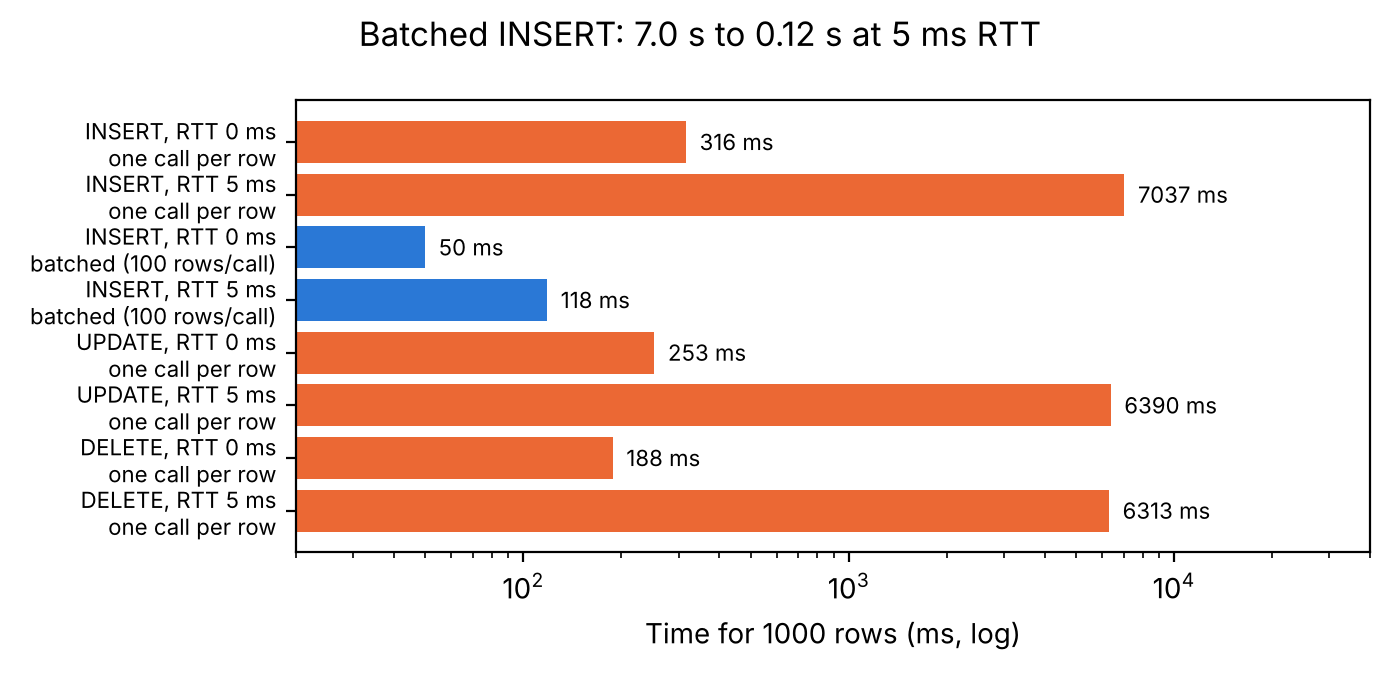 Batched INSERT: 7.0 s to 0.12 s at 5 ms RTT
INSERT, RTT 0 ms
one call per row
316 ms
INSERT, RTT 5 ms
one call per row
7037 ms
INSERT, RTT 0 ms
batched (100 rows/call)
50 ms
INSERT, RTT 5 ms
batched (100 rows/call)
118 ms
UPDATE, RTT 0 ms
one call per row
253 ms
UPDATE, RTT 5 ms
one call per row
6390 ms
DELETE, RTT 0 ms
one call per row
188 ms
DELETE, RTT 5 ms
one call per row
6313 ms
10² 10³ 10⁴
Time for 1000 rows (ms, log)